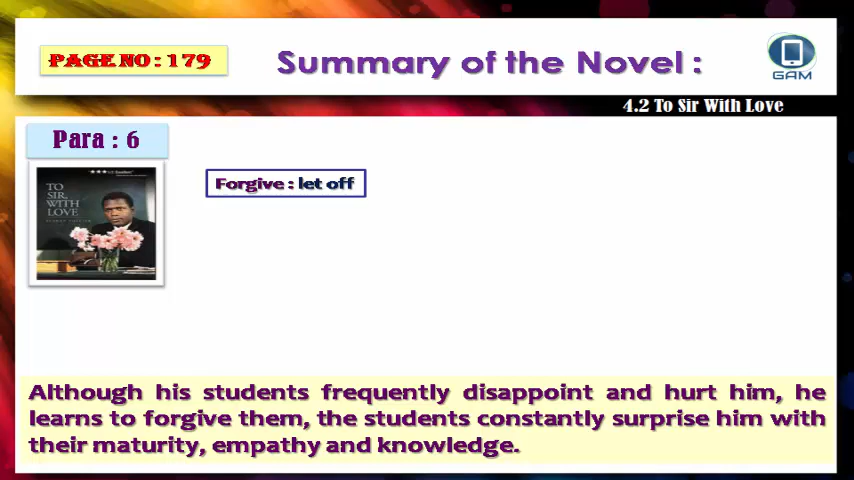 PAGE NO : 179
Summary of the Novel :
GAM
4.2 To Sir With Love
Para : 6
TO
SIR,
WITH
LOVE
Forgive : let off
Although his students frequently disappoint and hurt him, he
learns to forgive them, the students constantly surprise him with
their maturity, empathy and knowledge.